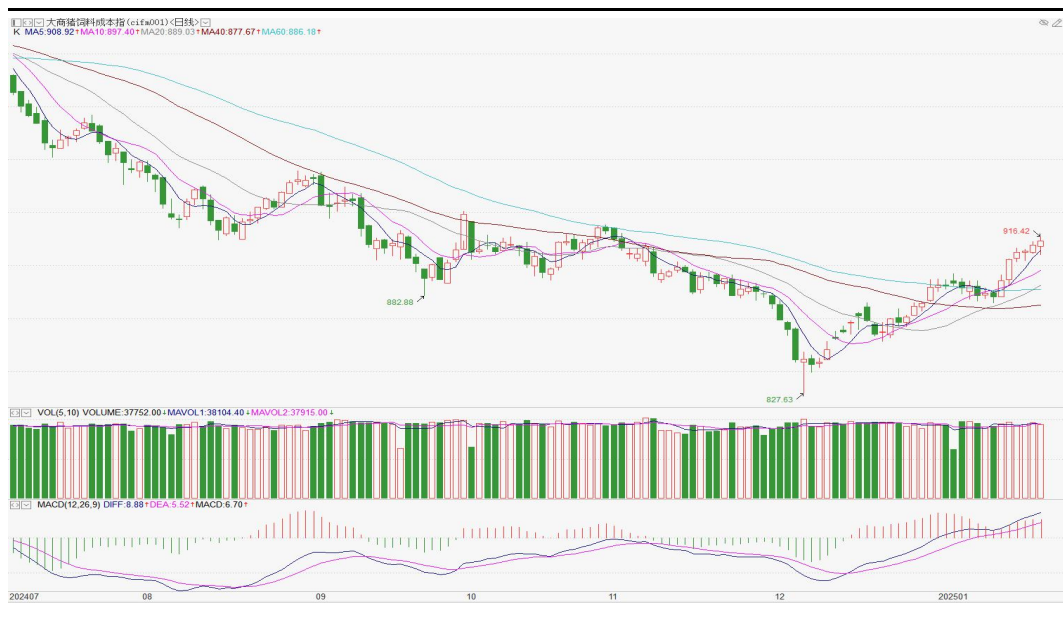 大商猪饲料成本指(cifm001)<日线>
K MA5:908.92↑MA10:897.40↑MA20:889.03↑MA40:877.67↑MA60:886.18↑
916.42
882.88
827.63
VOL(5,10) VOLUME:37752.00↓MAVOL1:38104.40↓MAVOL2:37915.00↓
MACD(12,26,9) DIFF:8.88↑DEA:5.52↑MACD:6.70↑
202407 08 09 10 11 12 202501